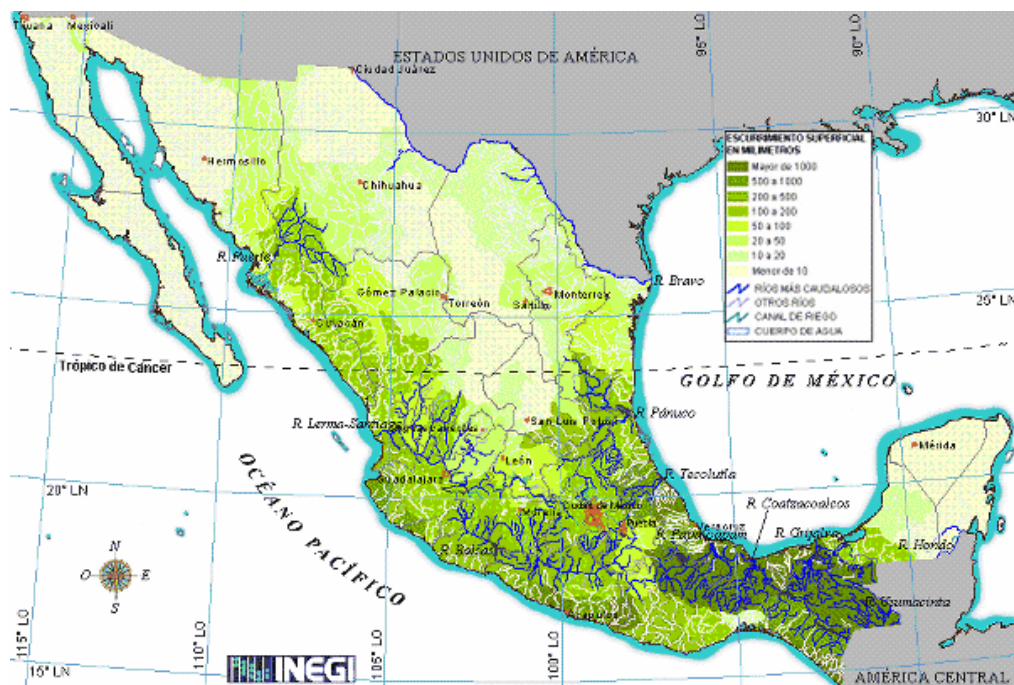 Tijuana
Mexicali
ESTADOS UNIDOS DE AMÉRICA
Ciudad Juárez
95° LO
90° LO
30° LN
Hermosillo
Chihuahua
ESCURRIMIENTO SUPERFICIAL
EN MILIMETROS
Mayor de 1000
500 a 1000
200 a 500
100 a 200
50 a 100
20 a 50
10 a 20
Menor de 10
RÍOS MÁS CAUDALOSOS
OTROS RÍOS
CANAL DE RIEGO
CUERPO DE AGUA
R. Fuerte
R. Bravo
Gómez Palacio
Torreón
Saltillo
Monterrey
25° LN
Culiacán
Trópico de Cáncer
GOLFO DE MÉXICO
R. Lerma-Santiago
San Luis Potosí
R. Pánuco
León
Mérida
Guadalajara
R. Tecolutla
20° LN
OCÉANO PACÍFICO
Morelia
Ciudad de México
Puebla
Veracruz
R. Coatzacoalcos
R. Papaloapan
R. Grijalva
R. Hondo
R. Balsas
N
O
E
S
R. Usumacinta
Acapulco
115° LO
110° LO
105° LO
100° LO
15° LN
INEGI
AMÉRICA CENTRAL